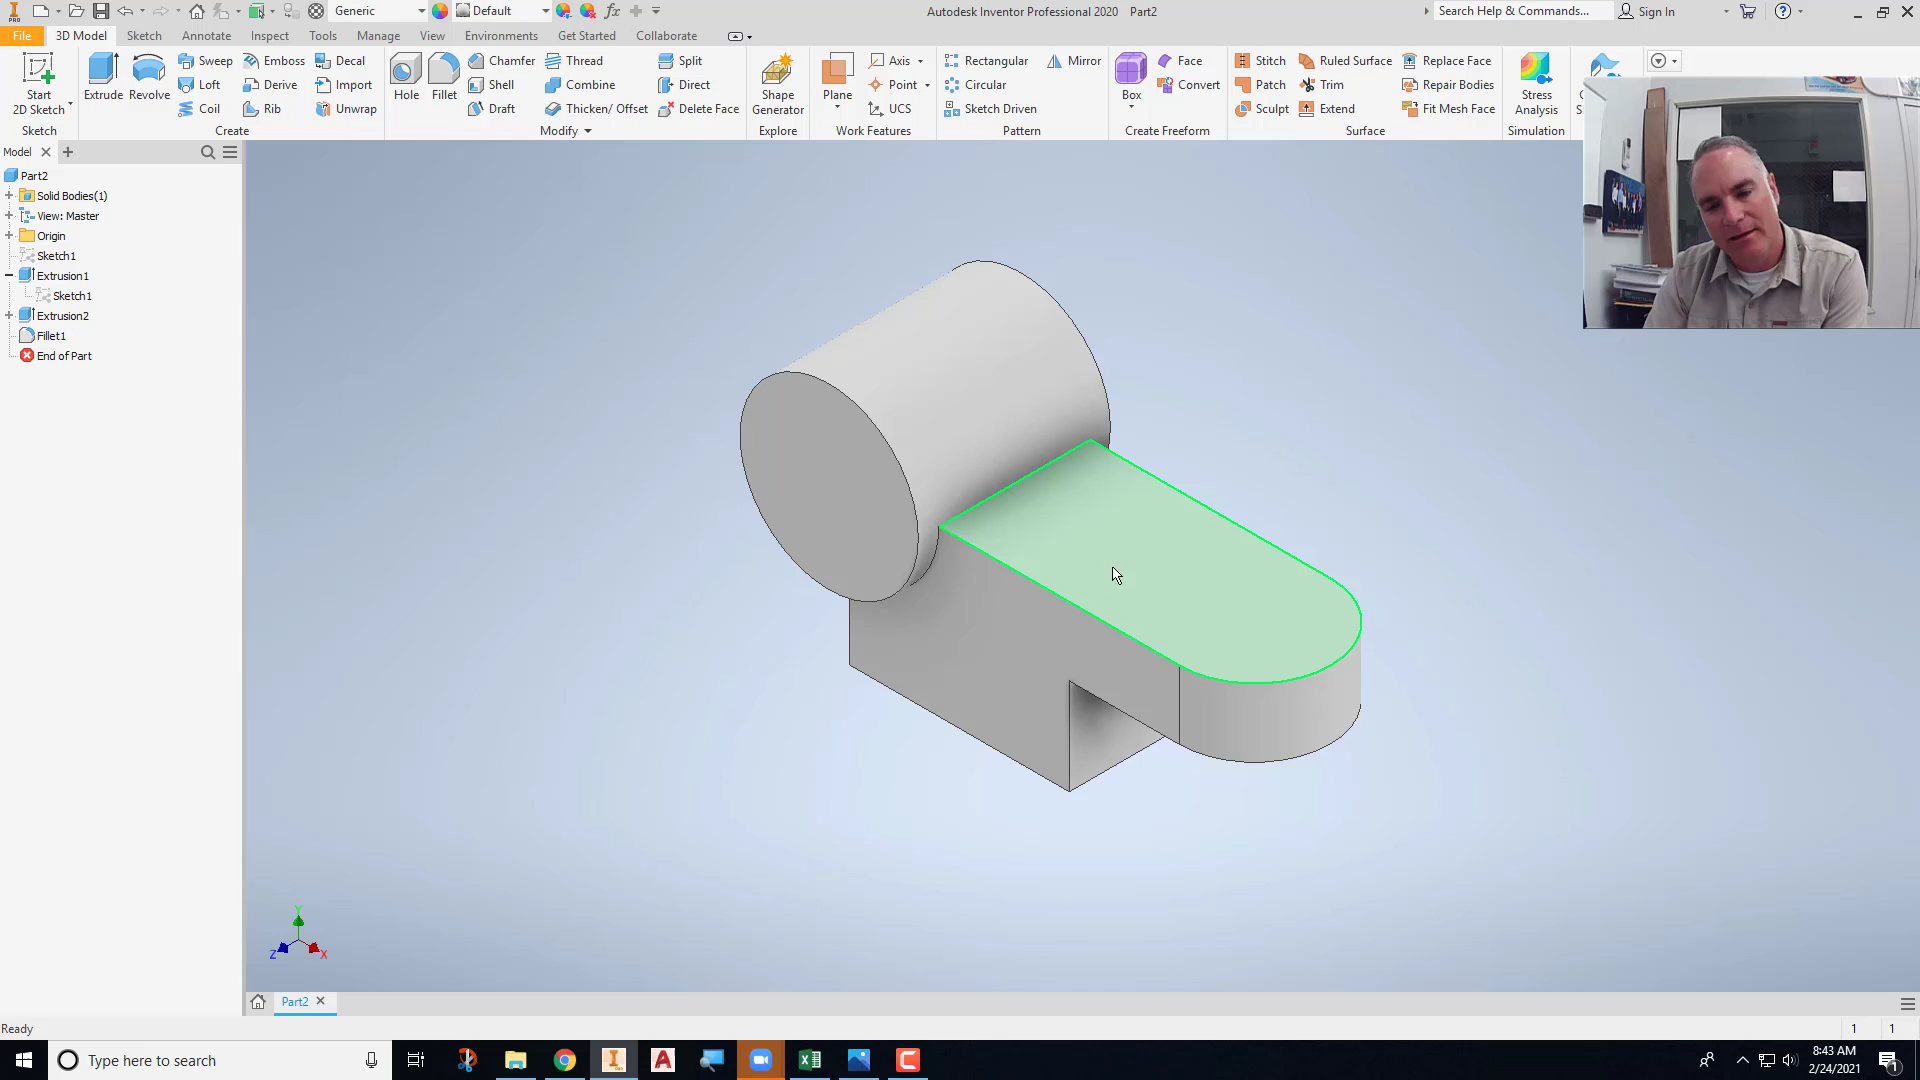 PRO
Generic
Default
fx
Autodesk Inventor Professional 2020
Part2
Search Help & Commands...
Sign In
File
3D Model
Sketch
Annotate
Inspect
Tools
Manage
View
Environments
Get Started
Collaborate
Start
2D Sketch
Sketch
Extrude
Revolve
Sweep
Loft
Coil
Emboss
Derive
Rib
Decal
Import
Unwrap
Create
Hole
Fillet
Chamfer
Shell
Draft
Thread
Combine
Thicken/ Offset
Split
Direct
Delete Face
Modify
Shape
Generator
Explore
Plane
Axis
Point
UCS
Work Features
Rectangular
Circular
Sketch Driven
Mirror
Pattern
Box
Face
Convert
Create Freeform
Stitch
Patch
Sculpt
Ruled Surface
Trim
Extend
Replace Face
Repair Bodies
Fit Mesh Face
Surface
Stress
Analysis
Simulation
Model
Part2
Solid Bodies(1)
View: Master
Origin
Sketch1
Extrusion1
Sketch1
Extrusion2
Fillet1
End of Part
Y
Z
X
Part2
Ready
1
1
Type here to search
8:43 AM
2/24/2021
1